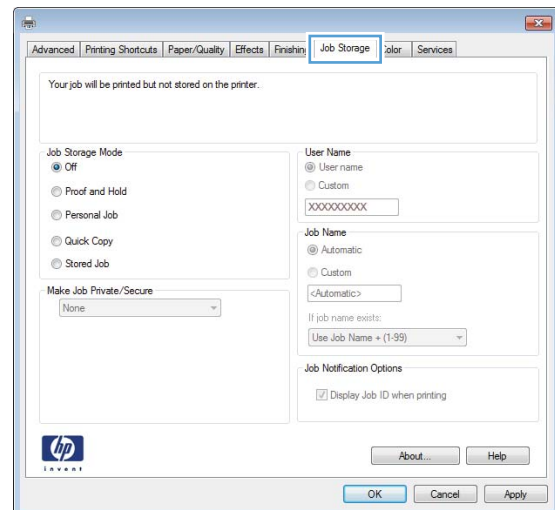 Advanced Printing Shortcuts Paper/Quality Effects Finishing Job Storage Color Services
Your job will be printed but not stored on the printer.
Job Storage Mode
Off
Proof and Hold
Personal Job
Quick Copy
Stored Job
Make Job Private/Secure
None
User Name
User name
Custom
XXXXXXXXX
Job Name
Automatic
Custom
<Automatic>
If job name exists:
Use Job Name + (1-99)
Job Notification Options
Display Job ID when printing
hp
invent
About... Help
OK Cancel Apply